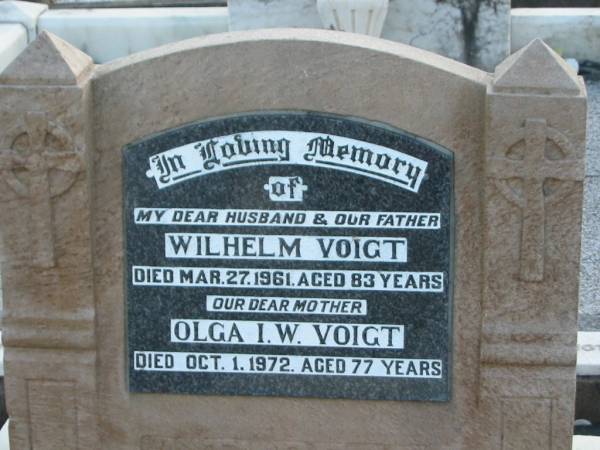 In Loving Memory
of
MY DEAR HUSBAND & OUR FATHER
WILHELM VOIGT
DIED MAR. 27. 1961. AGED 83 YEARS
OUR DEAR MOTHER
OLGA I.W. VOIGT
DIED OCT. 1. 1972. AGED 77 YEARS